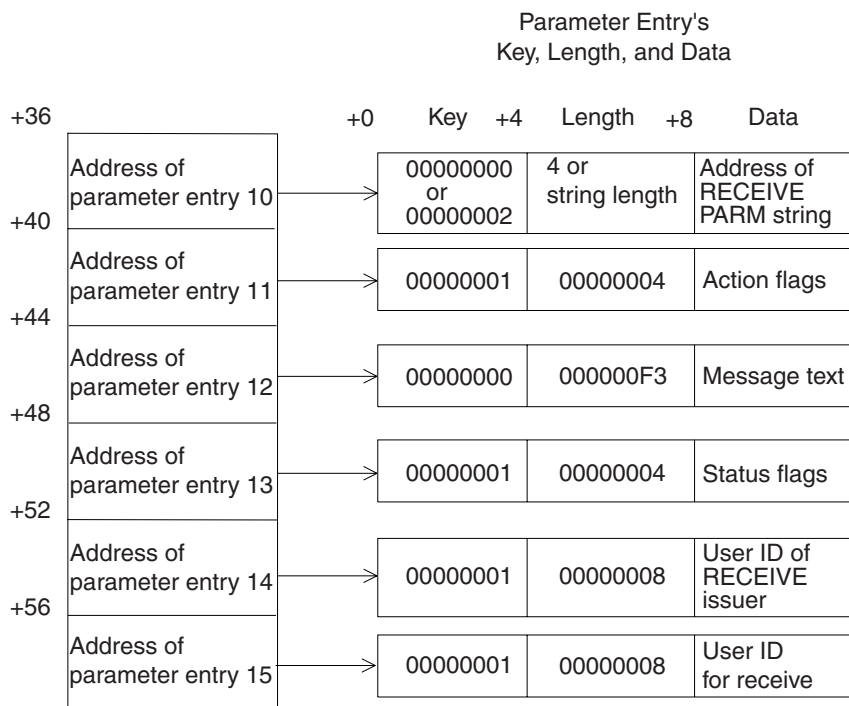 Parameter Entry's
Key, Length, and Data
+36
+0 Key +4 Length +8 Data
Address of
parameter entry 10
00000000
or
00000002
4 or
string length
Address of
RECEIVE
PARM string
+40
Address of
parameter entry 11
00000001
00000004
Action flags
+44
Address of
parameter entry 12
00000000
000000F3
Message text
+48
Address of
parameter entry 13
00000001
00000004
Status flags
+52
Address of
parameter entry 14
00000001
00000008
User ID of
RECEIVE
issuer
+56
Address of
parameter entry 15
00000001
00000008
User ID
for receive